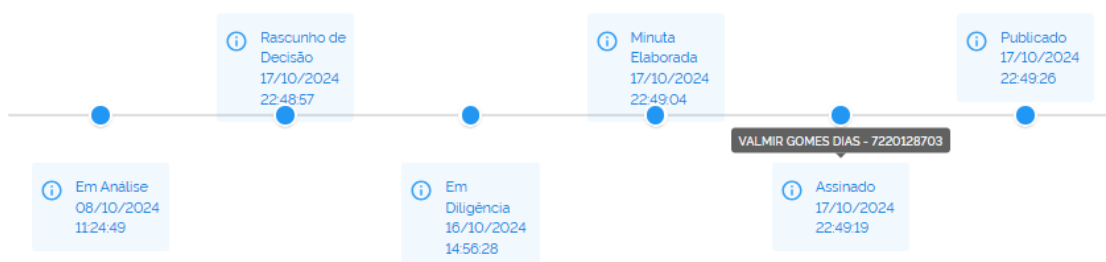 Rascunho de
Decisão
17/10/2024
22:48:57
Minuta
Elaborada
17/10/2024
22:49:04
Publicado
17/10/2024
22:49:26
VALMIR GOMES DIAS - 7220128703
Em Análise
08/10/2024
11:24:49
Em
Diligência
16/10/2024
14:56:28
Assinado
17/10/2024
22:49:19